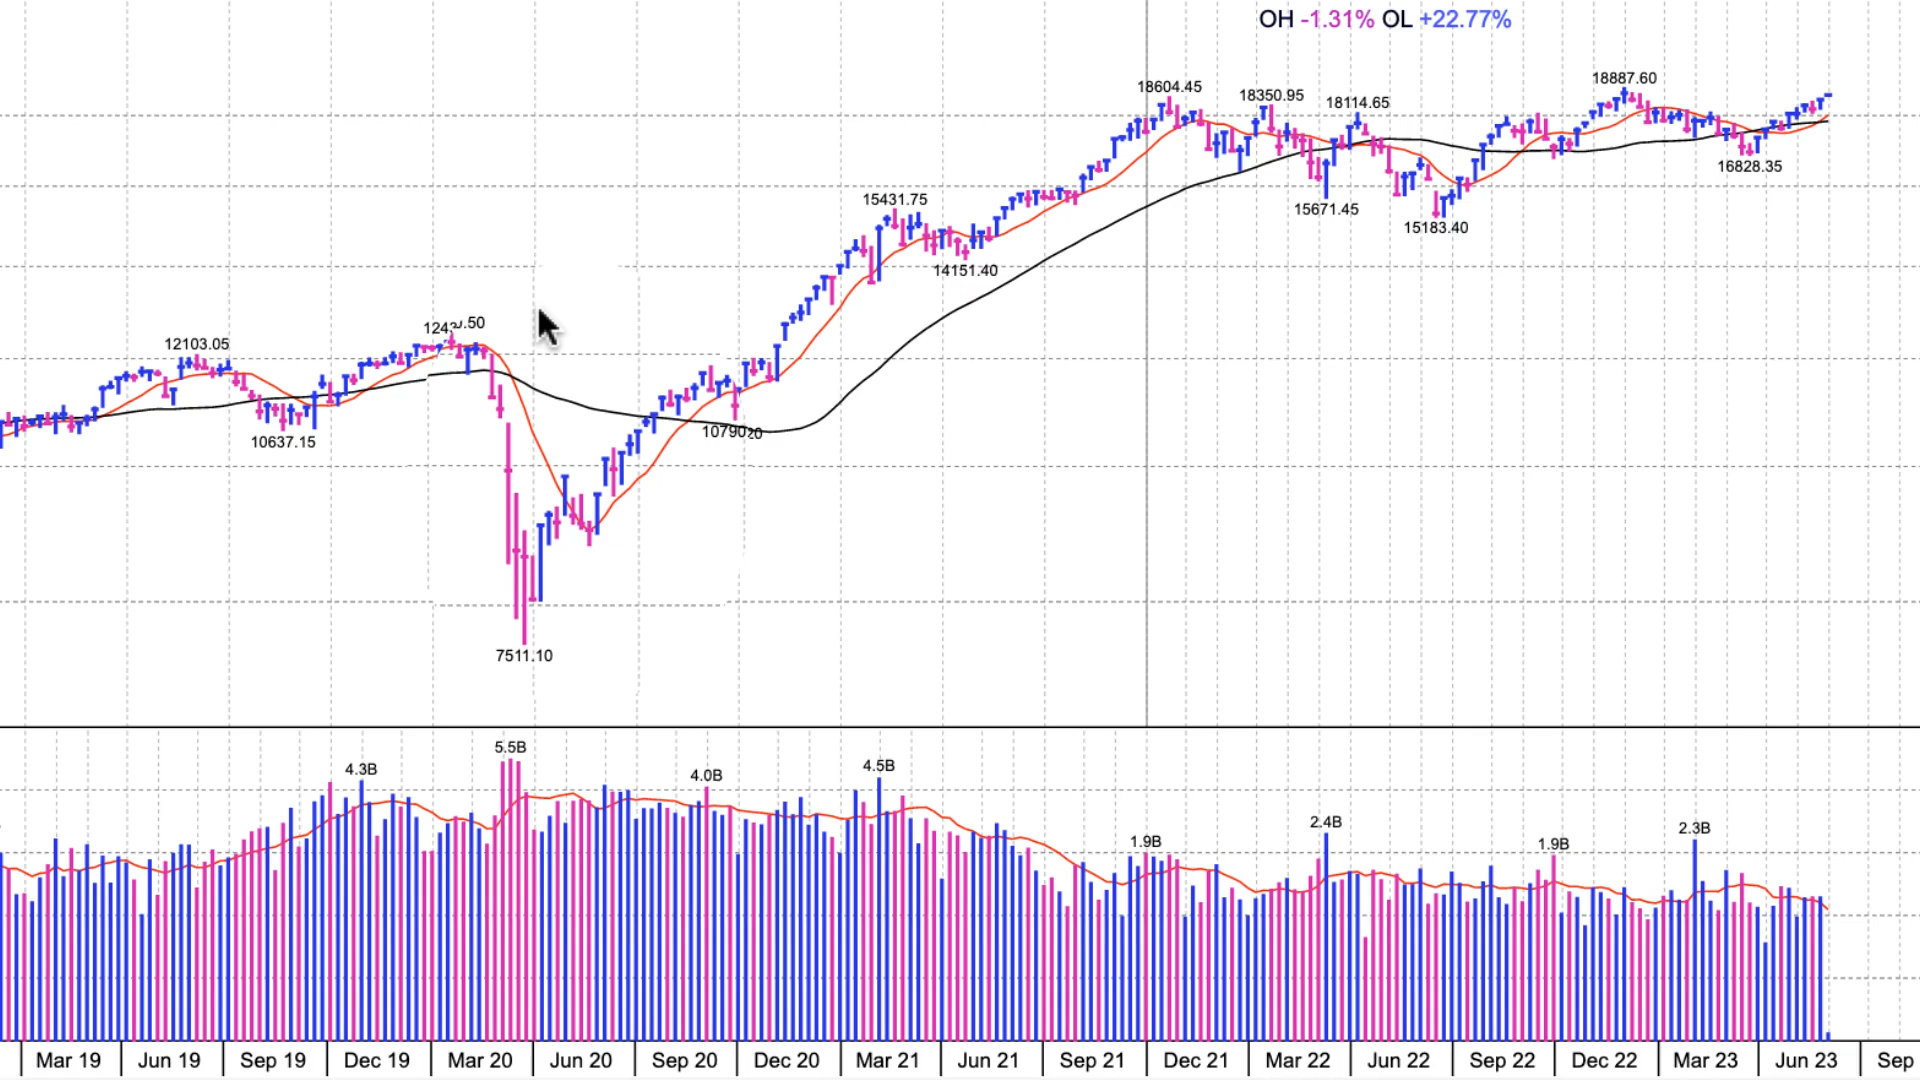 OH -1.31% OL +22.77%
18887.60
18604.45
18350.95
18114.65
16828.35
15431.75
15671.45
15183.40
14151.40
12103.05
10637.15
7511.10
5.5B
4.3B
4.0B
4.5B
1.9B
2.4B
1.9B
2.3B
Mar 19 Jun 19 Sep 19 Dec 19 Mar 20 Jun 20 Sep 20 Dec 20 Mar 21 Jun 21 Sep 21 Dec 21 Mar 22 Jun 22 Sep 22 Dec 22 Mar 23 Jun 23 Sep